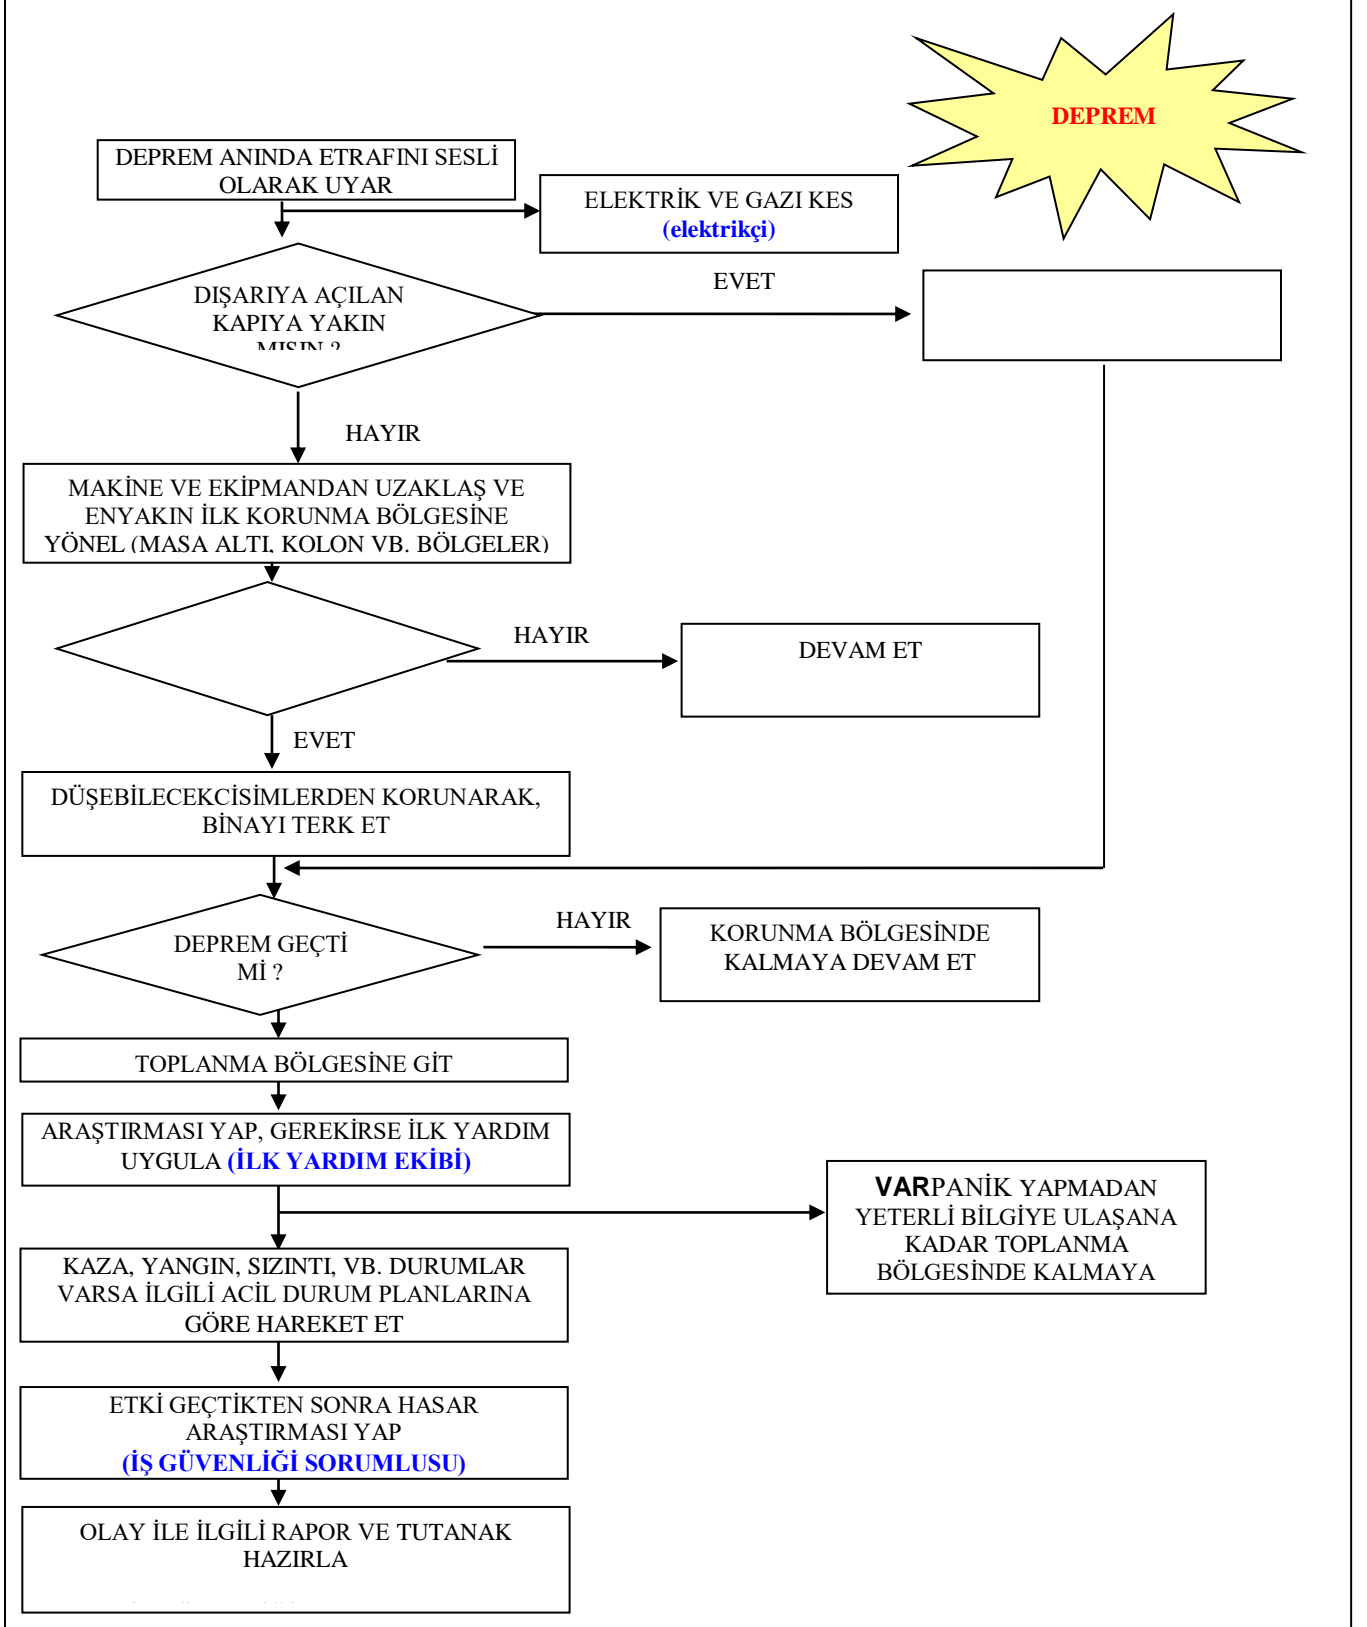 DEPREM
DEPREM ANINDA ETRAFINI SESLİ
OLARAK UYAR
ELEKTRİK VE GAZI KES
(elektrikçi)
EVET
DIŞARIYA AÇILAN
KAPIYA YAKIN
MISIN ?
HAYIR
MAKİNE VE EKİPMANDAN UZAKLAŞ VE
ENYAKIN İLK KORUNMA BÖLGESİNE
YÖNEL (MASA ALTI, KOLON VB. BÖLGELER)
HAYIR
DEVAM ET
EVET
DÜŞEBİLECEKCİSİMLERDEN KORUNARAK,
BİNAYI TERK ET
DEPREM GEÇTİ
Mİ ?
HAYIR
KORUNMA BÖLGESİNDE
KALMAYA DEVAM ET
TOPLANMA BÖLGESİNE GİT
ARAŞTIRMASI YAP, GEREKİRSE İLK YARDIM
UYGULA (İLK YARDIM EKİBİ)
VARPANİK YAPMADAN
YETERLİ BİLGİYE ULAŞANA
KADAR TOPLANMA
BÖLGESİNDE KALMAYA
KAZA, YANGIN, SIZINTI, VB. DURUMLAR
VARSA İLGİLİ ACİL DURUM PLANLARINA
GÖRE HAREKET ET
ETKİ GEÇTİKTEN SONRA HASAR
ARAŞTIRMASI YAP
(İŞ GÜVENLİĞİ SORUMLUSU)
OLAY İLE İLGİLİ RAPOR VE TUTANAK
HAZIRLA